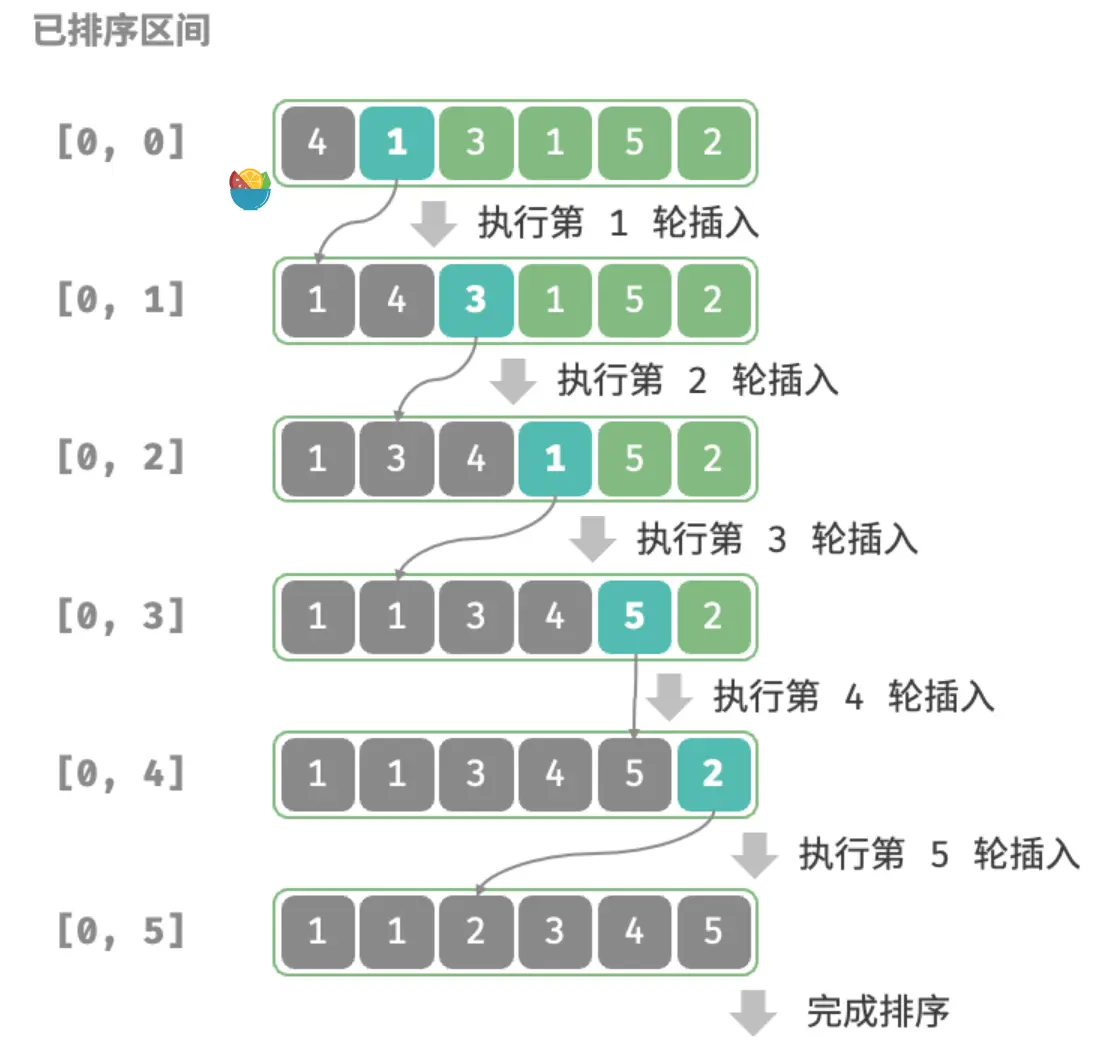 已排序区间
[0, 0] 4 1 3 1 5 2
执行第 1 轮插入
[0, 1] 1 4 3 1 5 2
执行第 2 轮插入
[0, 2] 1 3 4 1 5 2
执行第 3 轮插入
[0, 3] 1 1 3 4 5 2
执行第 4 轮插入
[0, 4] 1 1 3 4 5 2
执行第 5 轮插入
[0, 5] 1 1 2 3 4 5
完成排序